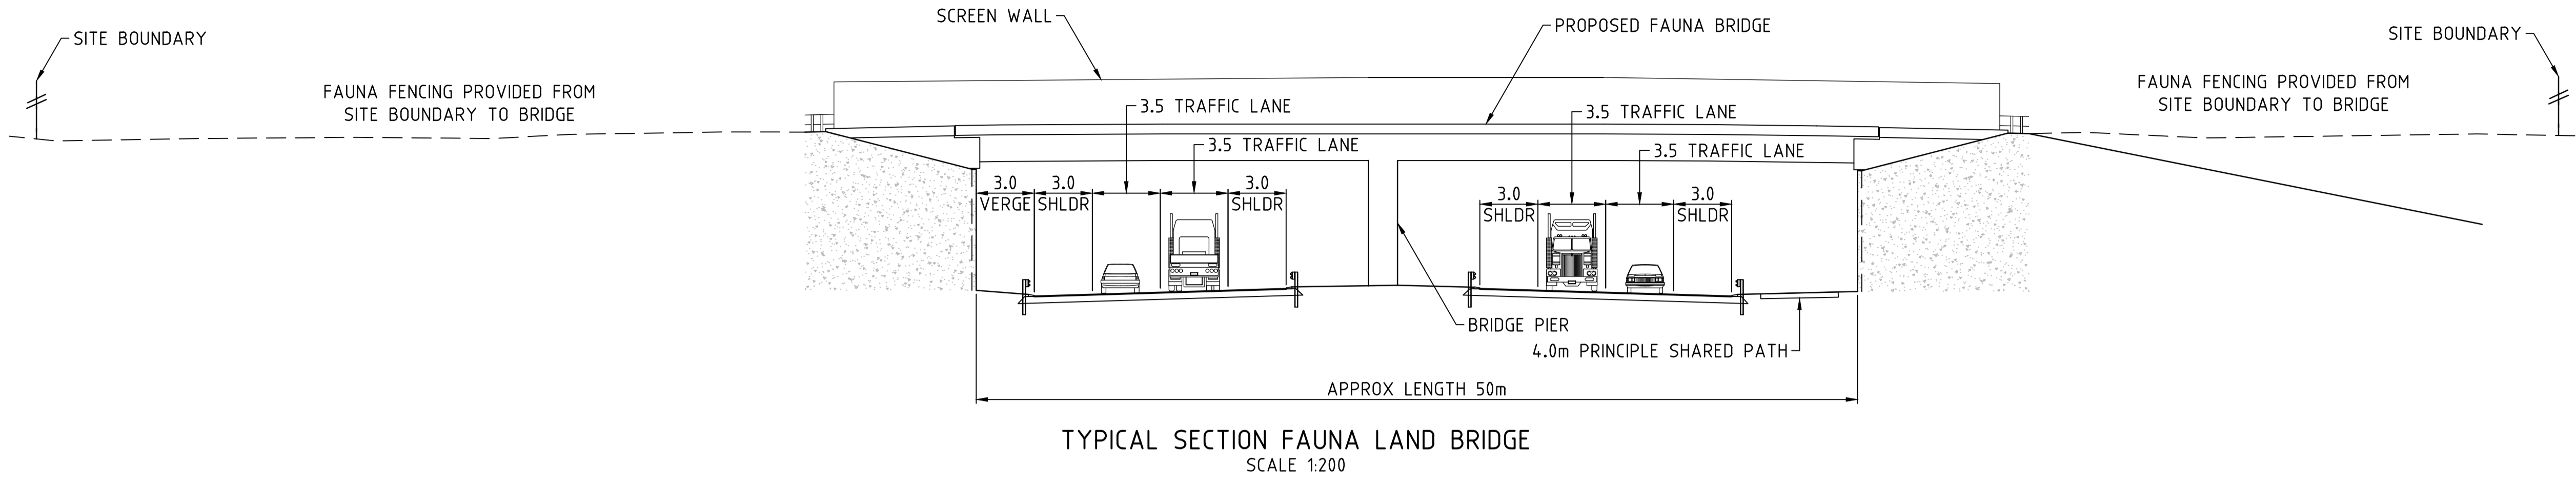 SCREEN WALL
PROPOSED FAUNA BRIDGE
SITE BOUNDARY
SITE BOUNDARY
FAUNA FENCING PROVIDED FROM
SITE BOUNDARY TO BRIDGE
FAUNA FENCING PROVIDED FROM
SITE BOUNDARY TO BRIDGE
3.5 TRAFFIC LANE
3.5 TRAFFIC LANE
3.5 TRAFFIC LANE
3.5 TRAFFIC LANE
3.0
VERGE
3.0
SHLDR
3.0
SHLDR
3.0
SHLDR
3.0
SHLDR
BRIDGE PIER
4.0m PRINCIPLE SHARED PATH
APPROX LENGTH 50m
TYPICAL SECTION FAUNA LAND BRIDGE
SCALE 1:200